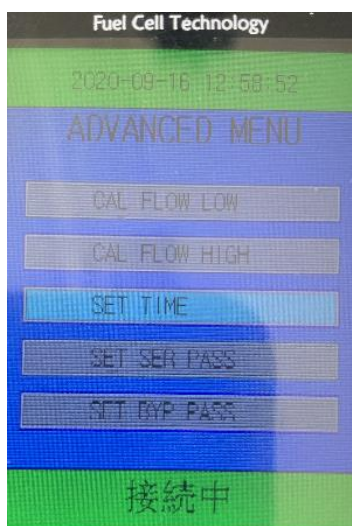 Fuel Cell Technology
2020-09-16 12:58:52
ADVANCED MENU
CAL FLOW LOW
CAL FLOW HIGH
SET TIME
SET SER PASS
SET BYP PASS
接続中